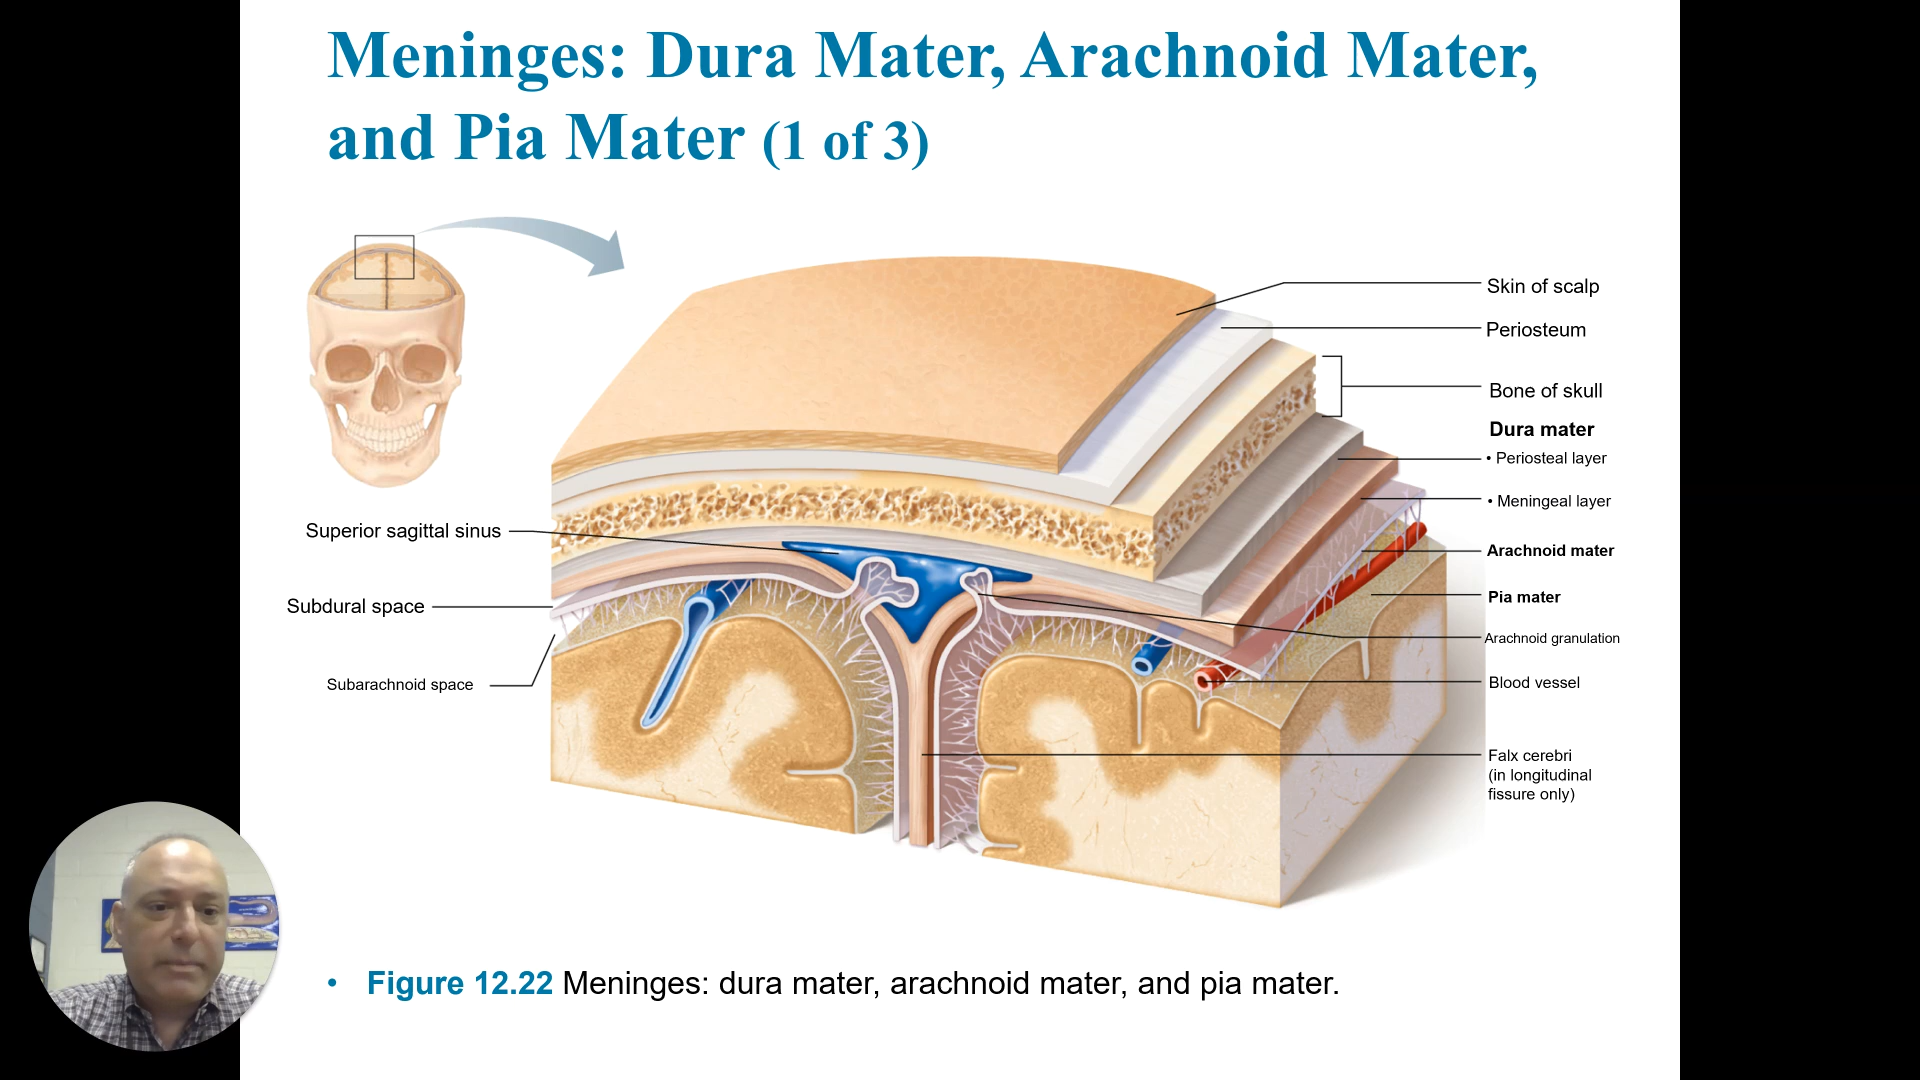 Meninges: Dura Mater, Arachnoid Mater,
and Pia Mater (1 of 3)
Skin of scalp
Periosteum
Bone of skull
Dura mater
• Periosteal layer
• Meningeal layer
Arachnoid mater
Pia mater
Arachnoid granulation
Blood vessel
Falx cerebri
(in longitudinal
fissure only)
Superior sagittal sinus
Subdural space
Subarachnoid space
• Figure 12.22 Meninges: dura mater, arachnoid mater, and pia mater.